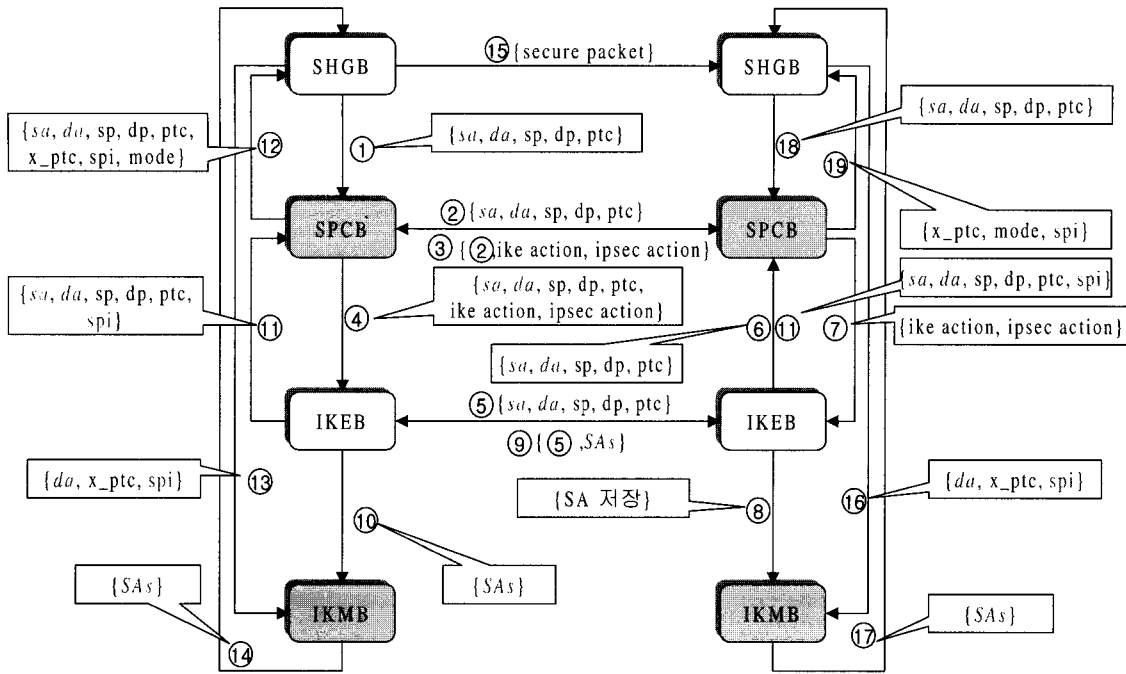 SHGB
⑮ {secure packet}
SHGB
{sa, da, sp, dp, ptc,
x_ptc, spi, mode}
⑫
①
{sa, da, sp, dp, ptc}
⑱
{sa, da, sp, dp, ptc}
⑲
SPCB
② {sa, da, sp, dp, ptc}
③ {②,ike action, ipsec action}
SPCB
{x_ptc, mode, spi}
{sa, da, sp, dp, ptc,
spi}
⑪
④
{sa, da, sp, dp, ptc,
ike action, ipsec action}
{sa, da, sp, dp, ptc, spi}
⑥ ⑪ ⑦
{ike action, ipsec action}
{sa, da, sp, dp, ptc}
IKEB
⑤ {sa, da, sp, dp, ptc}
⑨ {⑤ ,SAs}
IKEB
{da, x_ptc, spi}
⑬
{SA 저장}
⑧
⑯
{da, x_ptc, spi}
⑩
{SAs}
{SAs}
⑭
IKMB
IKMB
⑰
{SAs}